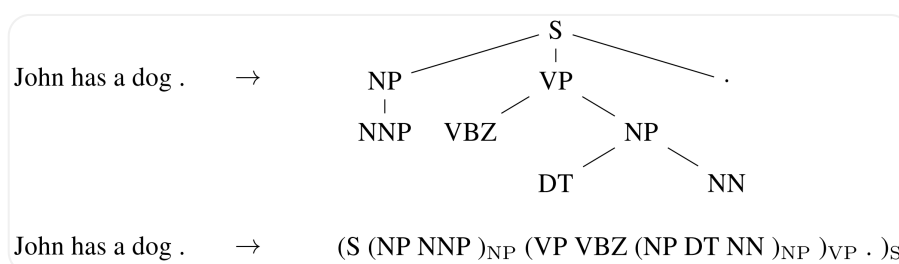 S
John has a dog . → NP VP .
NNP VBZ NP
DT NN
John has a dog . → (S (NP NNP )NP (VP VBZ (NP DT NN )NP )VP . )S